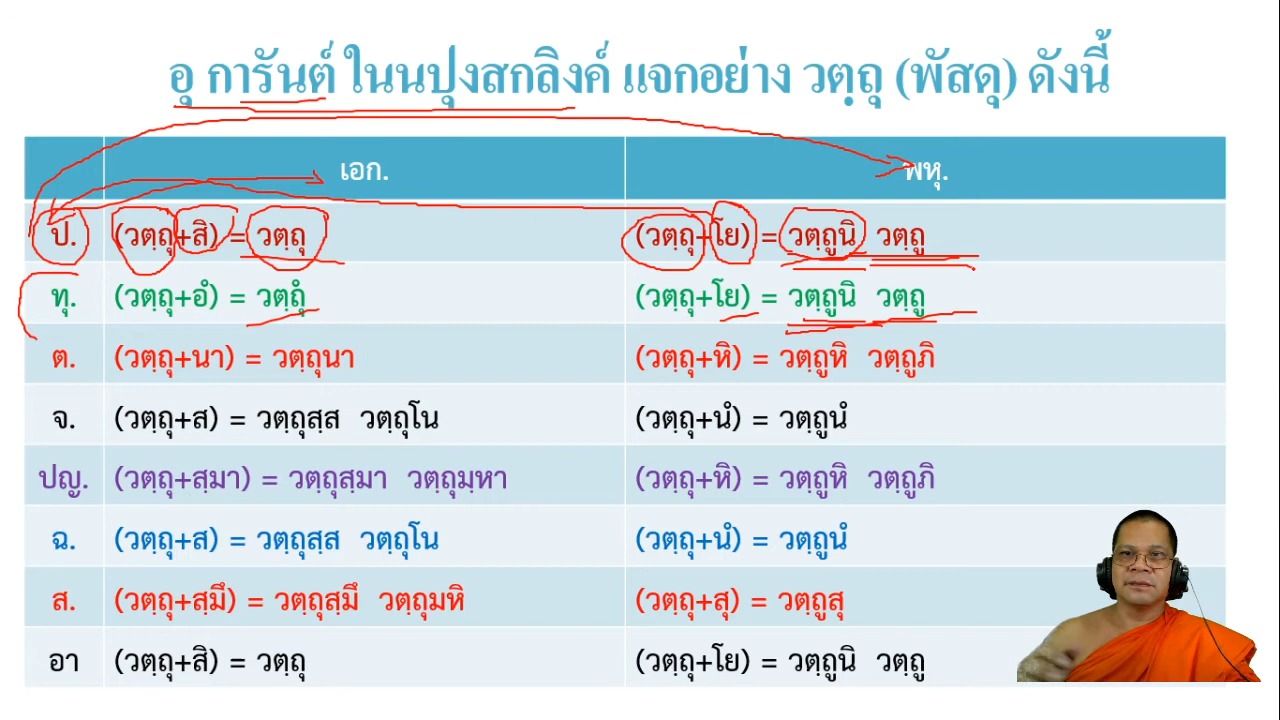 อุ การันต์ ในนปุงสกลิงค์ แจกอย่าง วตฺถุ (พัสดุ) ดังนี้
เอก. พหุ.
ป. (วตฺถุ+สิ) = วตฺถุ (วตฺถุ+โย) = วตฺถูนิ วตฺถู
ทุ. (วตฺถุ+อํ) = วตฺถุํ (วตฺถุ+โย) = วตฺถูนิ วตฺถู
ต. (วตฺถุ+นา) = วตฺถุนา (วตฺถุ+หิ) = วตฺถูหิ วตฺถูภิ
จ. (วตฺถุ+ส) = วตฺถุสฺส วตฺถุโน (วตฺถุ+นํ) = วตฺถูนํ
ปญ. (วตฺถุ+สฺมา) = วตฺถุสฺมา วตฺถุมฺหา (วตฺถุ+หิ) = วตฺถูหิ วตฺถูภิ
ฉ. (วตฺถุ+ส) = วตฺถุสฺส วตฺถุโน (วตฺถุ+นํ) = วตฺถูนํ
ส. (วตฺถุ+สฺมึ) = วตฺถุสฺมึ วตฺถุมหิ (วตฺถุ+สุ) = วตฺถูสุ
อา (วตฺถุ+สิ) = วตฺถุ (วตฺถุ+โย) = วตฺถูนิ วตฺถู